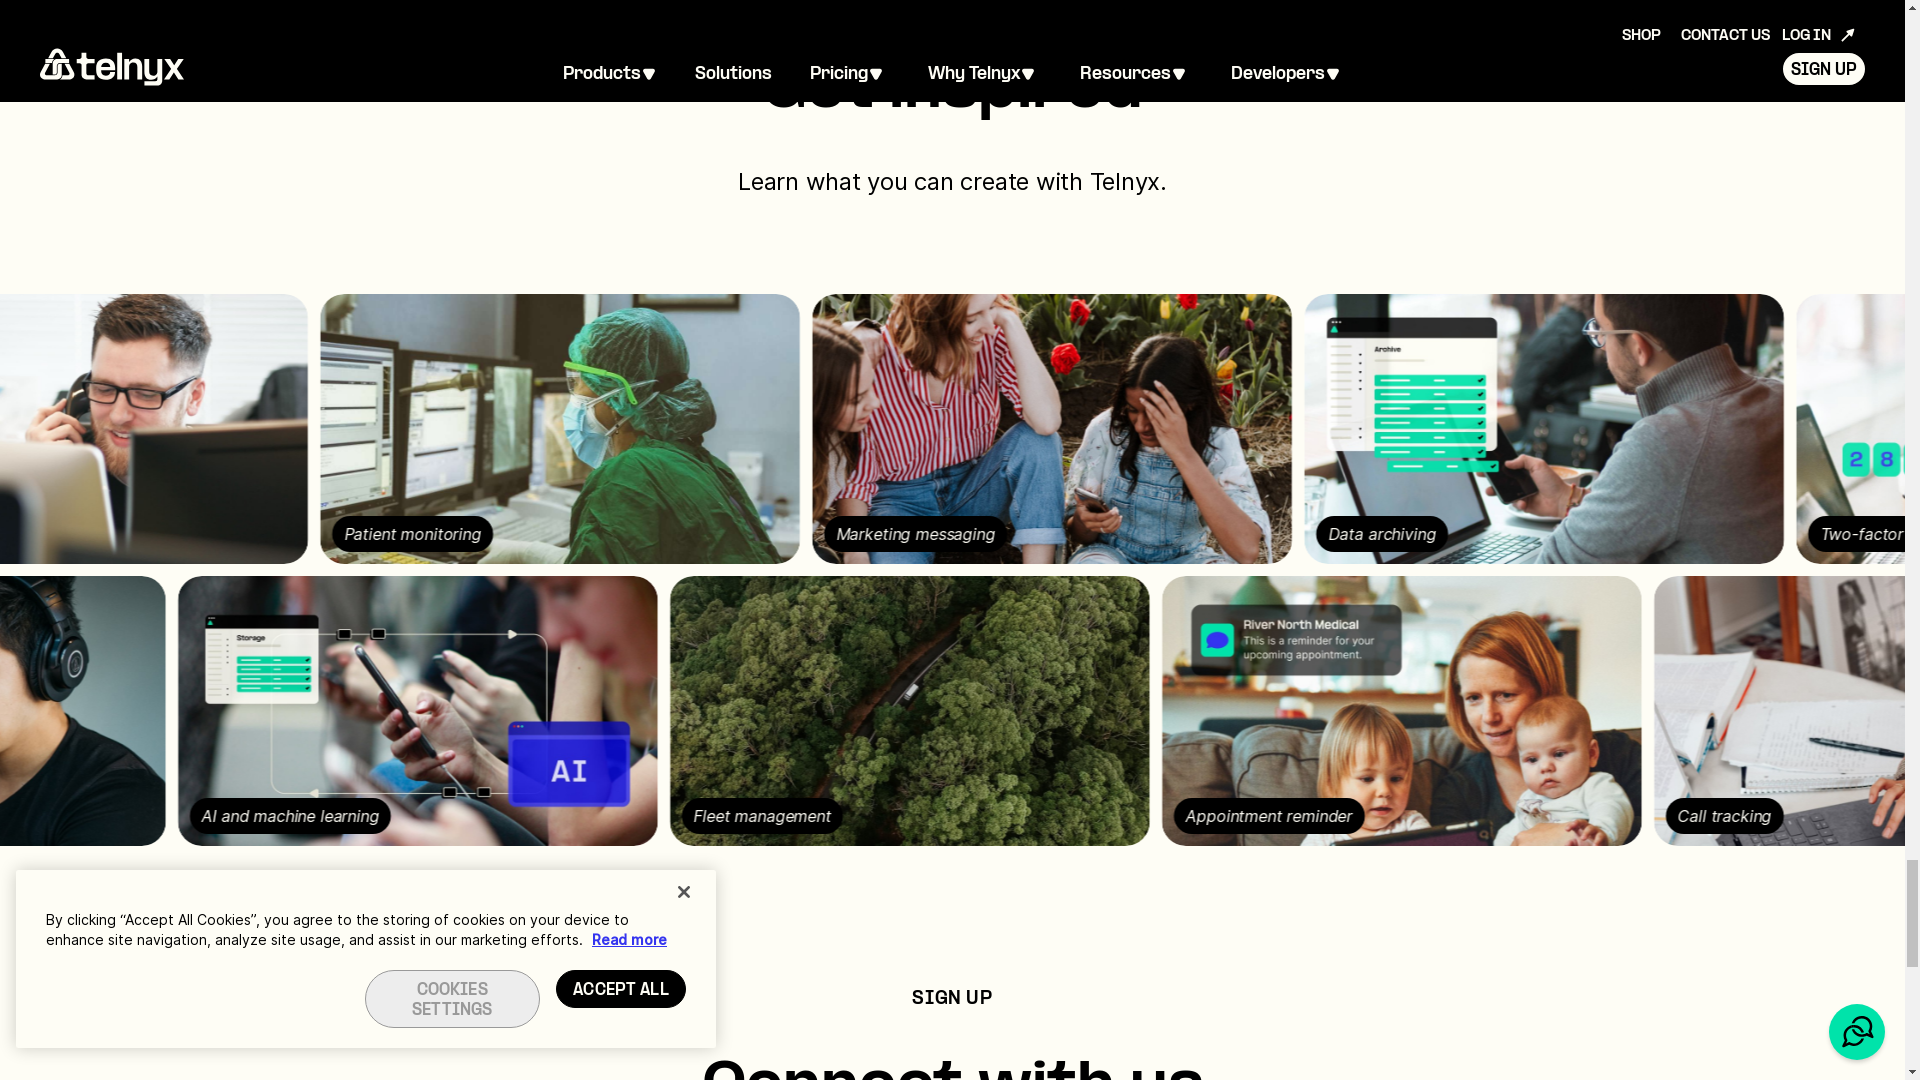 SHOP
CONTACT US
LOG IN
telnyx
Products
Solutions
Pricing
Why Telnyx
Resources
Developers
SIGN UP
Get inspired
Learn what you can create with Telnyx.
Archive
2 8
Patient monitoring
Marketing messaging
Data archiving
Two-factor
Storage
AI
River North Medical
This is a reminder for your
upcoming appointment.
AI and machine learning
Fleet management
Appointment reminder
Call tracking
By clicking “Accept All Cookies”, you agree to the storing of cookies on your device to
enhance site navigation, analyze site usage, and assist in our marketing efforts. Read more
COOKIES
SETTINGS
ACCEPT ALL
SIGN UP
Connect with us